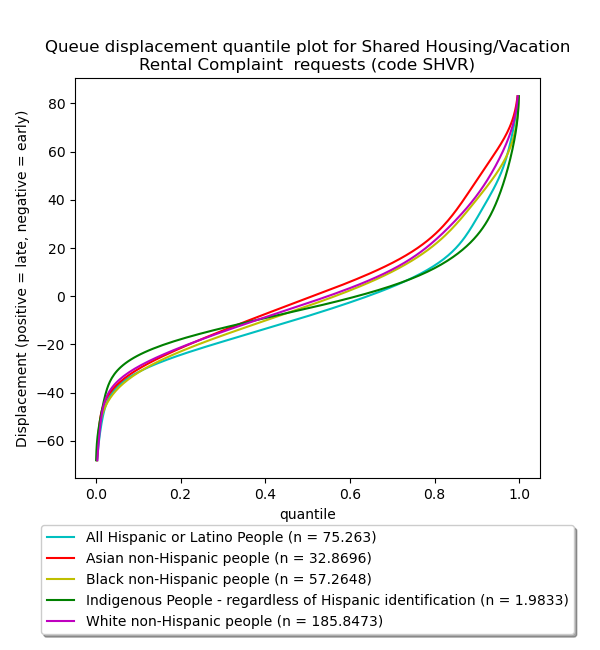 Queue displacement quantile plot for Shared Housing/Vacation
Rental Complaint  requests (code SHVR)
Displacement (positive = late, negative = early)
80
60
40
20
0
−20
−40
−60
0.0 0.2 0.4 0.6 0.8 1.0
quantile
All Hispanic or Latino People (n = 75.263)
Asian non-Hispanic people (n = 32.8696)
Black non-Hispanic people (n = 57.2648)
Indigenous People - regardless of Hispanic identification (n = 1.9833)
White non-Hispanic people (n = 185.8473)